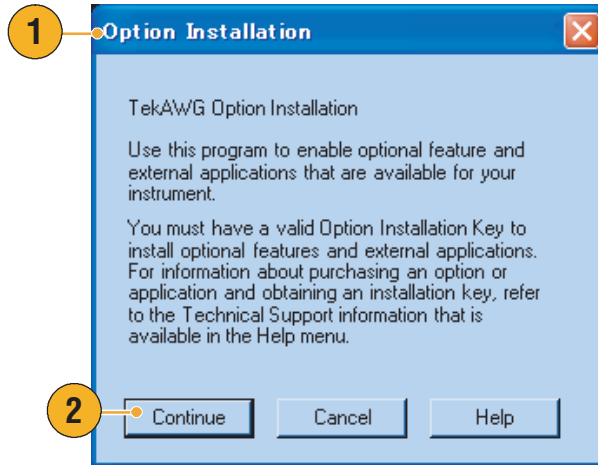 1
Option Installation
TekAWG Option Installation
Use this program to enable optional feature and
external applications that are available for your
instrument.
You must have a valid Option Installation Key to
install optional features and external applications.
For information about purchasing an option or
application and obtaining an installation key, refer
to the Technical Support information that is
available in the Help menu.
2
Continue Cancel Help